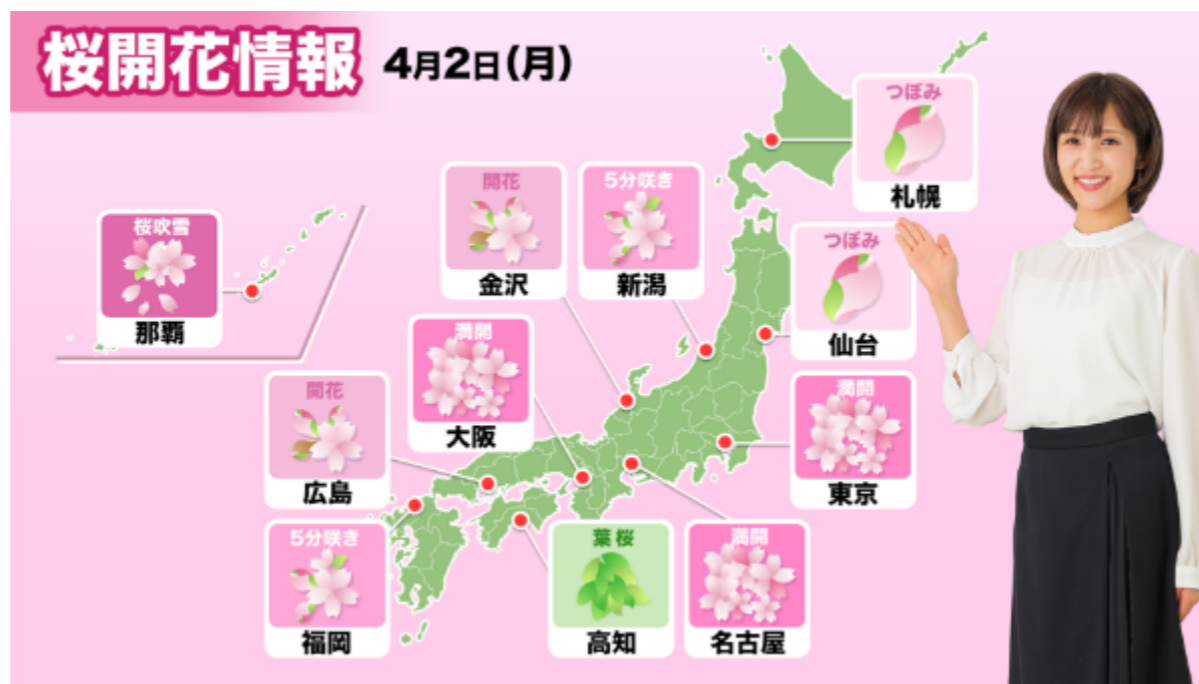 桜開花情報
4月2日(月)
つぼみ
札幌
開花
金沢
5分咲き
新潟
桜吹雪
那覇
つぼみ
仙台
満開
大阪
開花
広島
満開
東京
5分咲き
福岡
葉桜
高知
満開
名古屋